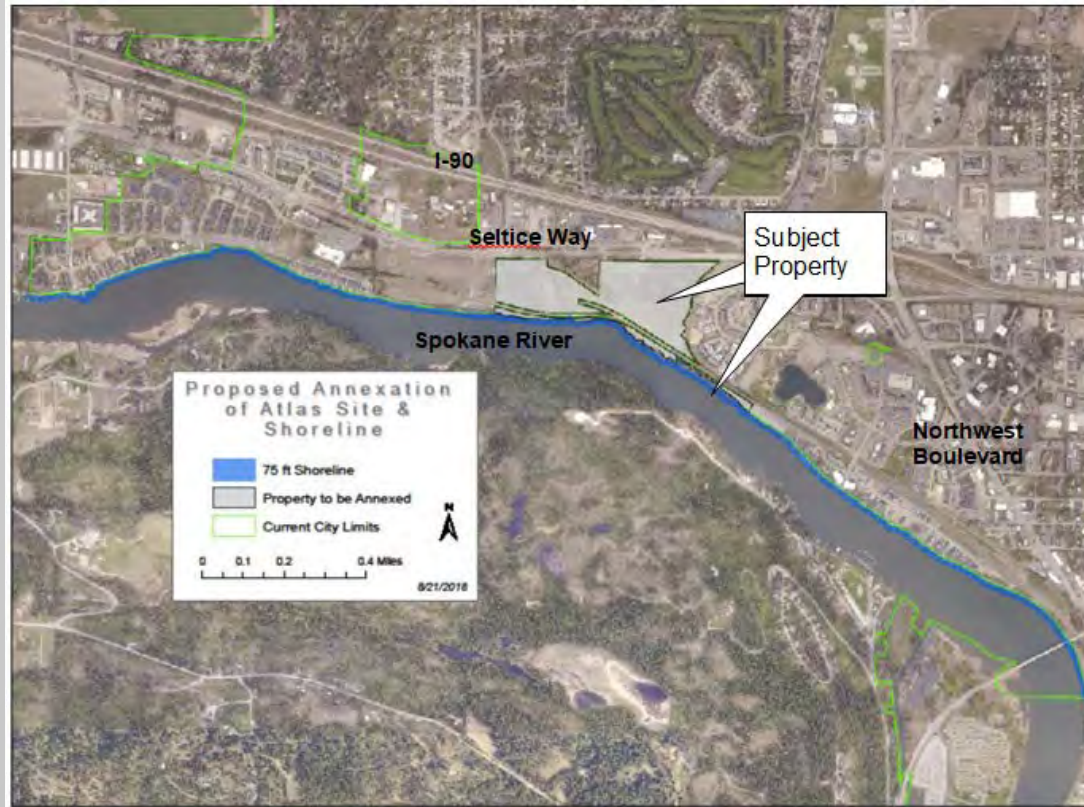 I-90
Seltice Way
Subject
Property
Spokane River
Proposed Annexation
of Atlas Site &
Shoreline
75 ft Shoreline
Property to be Annexed
Current City Limits
N
0 0.1 0.2 0.4 Miles
8/21/2018
Northwest
Boulevard